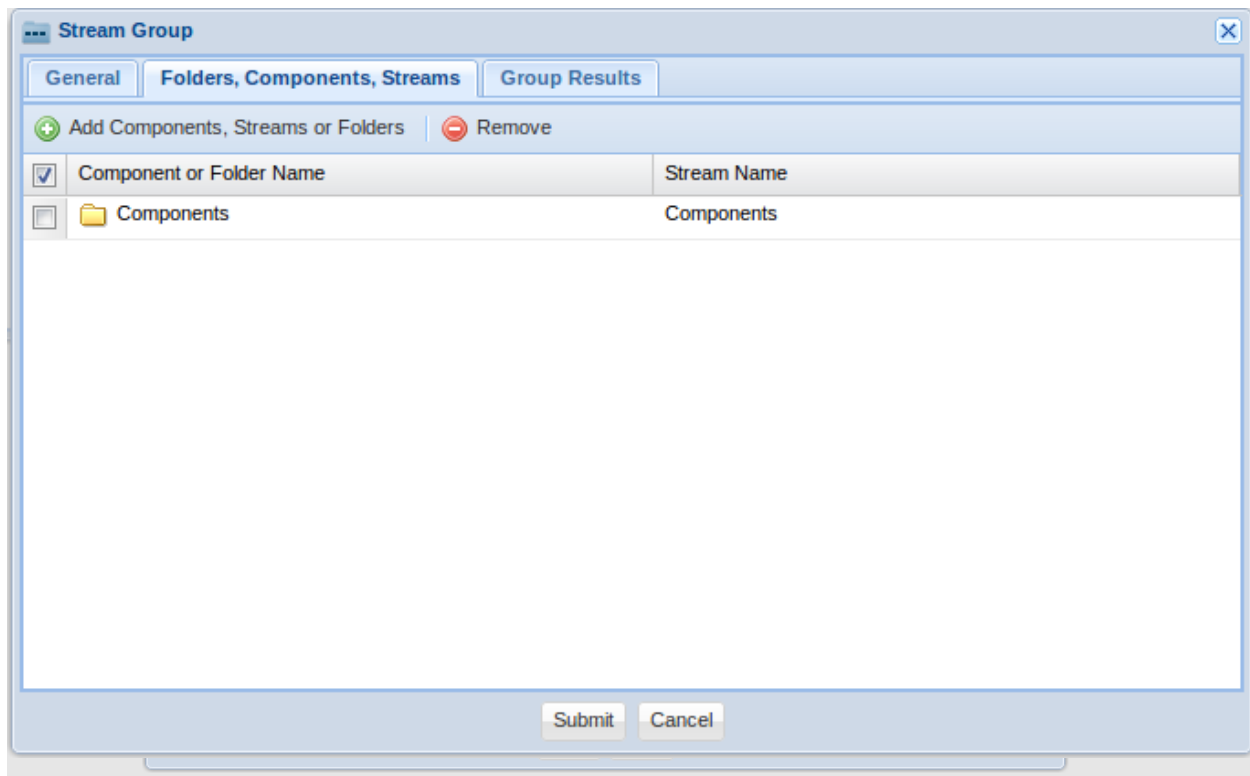 Stream Group
General Folders, Components, Streams Group Results
Add Components, Streams or Folders Remove
Component or Folder Name Stream Name
Components Components
Submit Cancel